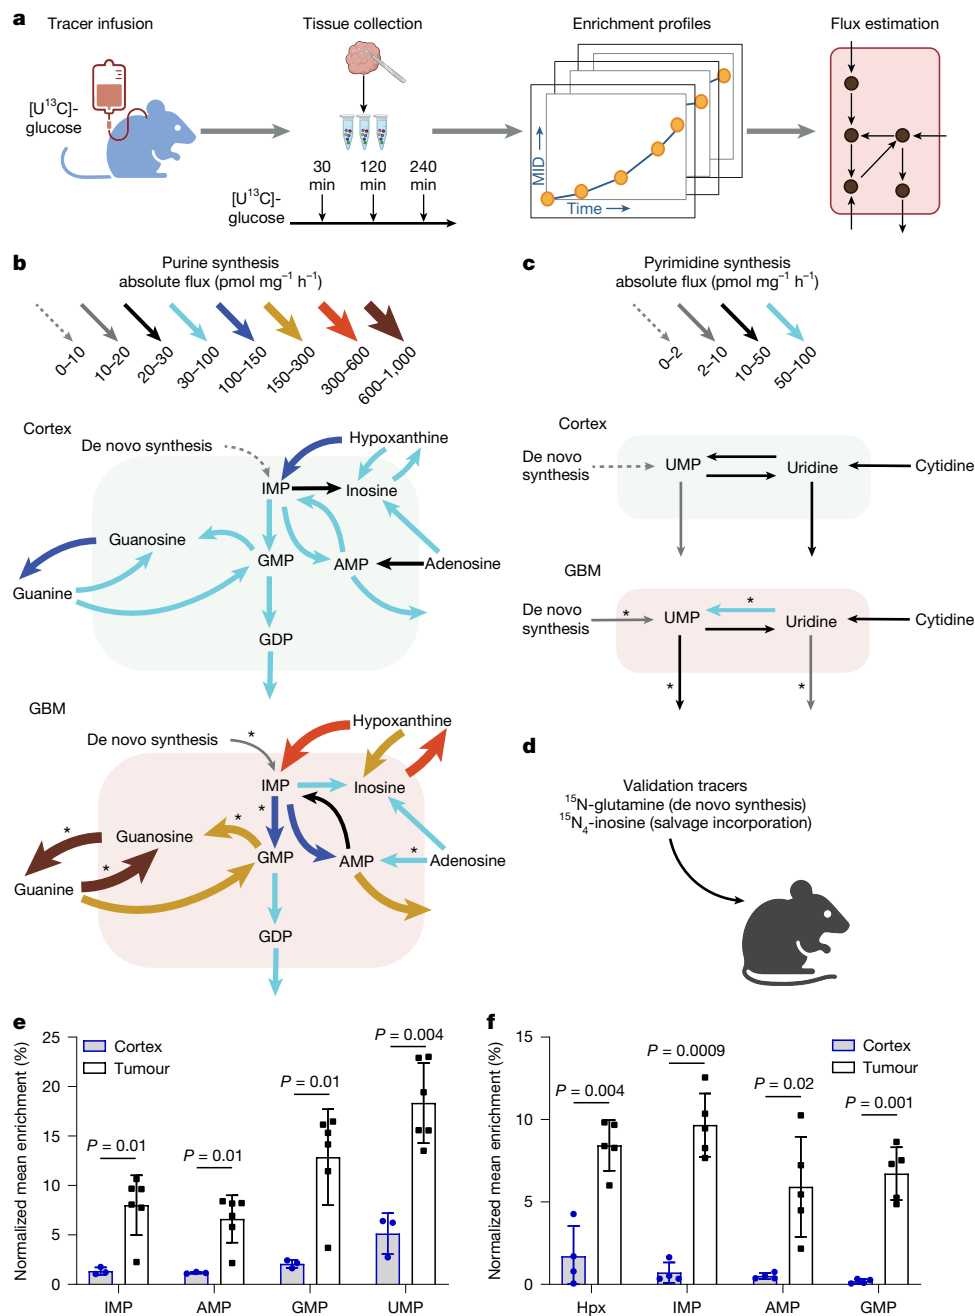 a
Tracer infusion
Tissue collection
Enrichment profiles
Flux estimation
[U¹³C]-
glucose
30
min
120
min
240
min
[U¹³C]-
glucose
MID
Time
b
Purine synthesis
absolute flux (pmol mg⁻¹ h⁻¹)
0–10
10–20
20–30
30–100
100–150
150–300
300–600
600–1,000
Cortex
De novo synthesis
Hypoxanthine
IMP
Inosine
Guanosine
GMP
AMP
Adenosine
Guanine
GDP
GBM
De novo synthesis
*
Hypoxanthine
IMP
Inosine
*
*
Guanosine
*
GMP
AMP
*
Adenosine
*
Guanine
GDP
c
Pyrimidine synthesis
absolute flux (pmol mg⁻¹ h⁻¹)
0–2
2–10
10–50
50–100
Cortex
De novo
synthesis
UMP
Uridine
Cytidine
GBM
De novo
synthesis
*
UMP
*
Uridine
Cytidine
*
*
d
Validation tracers
¹⁵N-glutamine (de novo synthesis)
¹⁵N₄-inosine (salvage incorporation)
e
Normalized mean enrichment (%)
25
20
15
10
5
0
Cortex
Tumour
P = 0.01
P = 0.01
P = 0.01
P = 0.004
IMP
AMP
GMP
UMP
f
Normalized mean enrichment (%)
15
10
5
0
Cortex
Tumour
P = 0.004
P = 0.0009
P = 0.02
P = 0.001
Hpx
IMP
AMP
GMP